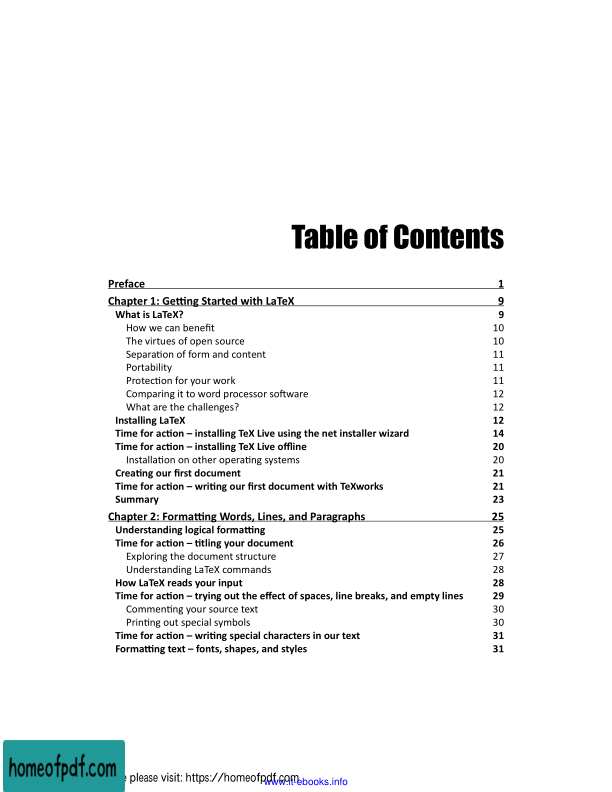 Table of Contents
Preface 1
Chapter 1: Getting Started with LaTeX 9
What is LaTeX? 9
How we can benefit 10
The virtues of open source 10
Separation of form and content 11
Portability 11
Protection for your work 11
Comparing it to word processor software 12
What are the challenges? 12
Installing LaTeX 12
Time for action – installing TeX Live using the net installer wizard 14
Time for action – installing TeX Live offline 20
Installation on other operating systems 20
Creating our first document 21
Time for action – writing our first document with TeXworks 21
Summary 23
Chapter 2: Formatting Words, Lines, and Paragraphs 25
Understanding logical formatting 25
Time for action – titling your document 26
Exploring the document structure 27
Understanding LaTeX commands 28
How LaTeX reads your input 28
Time for action – trying out the effect of spaces, line breaks, and empty lines 29
Commenting your source text 30
Printing out special symbols 30
Time for action – writing special characters in our text 31
Formatting text – fonts, shapes, and styles 31
homeofpdf.com
please visit: https://homeofpdf.com
www.it-ebooks.info